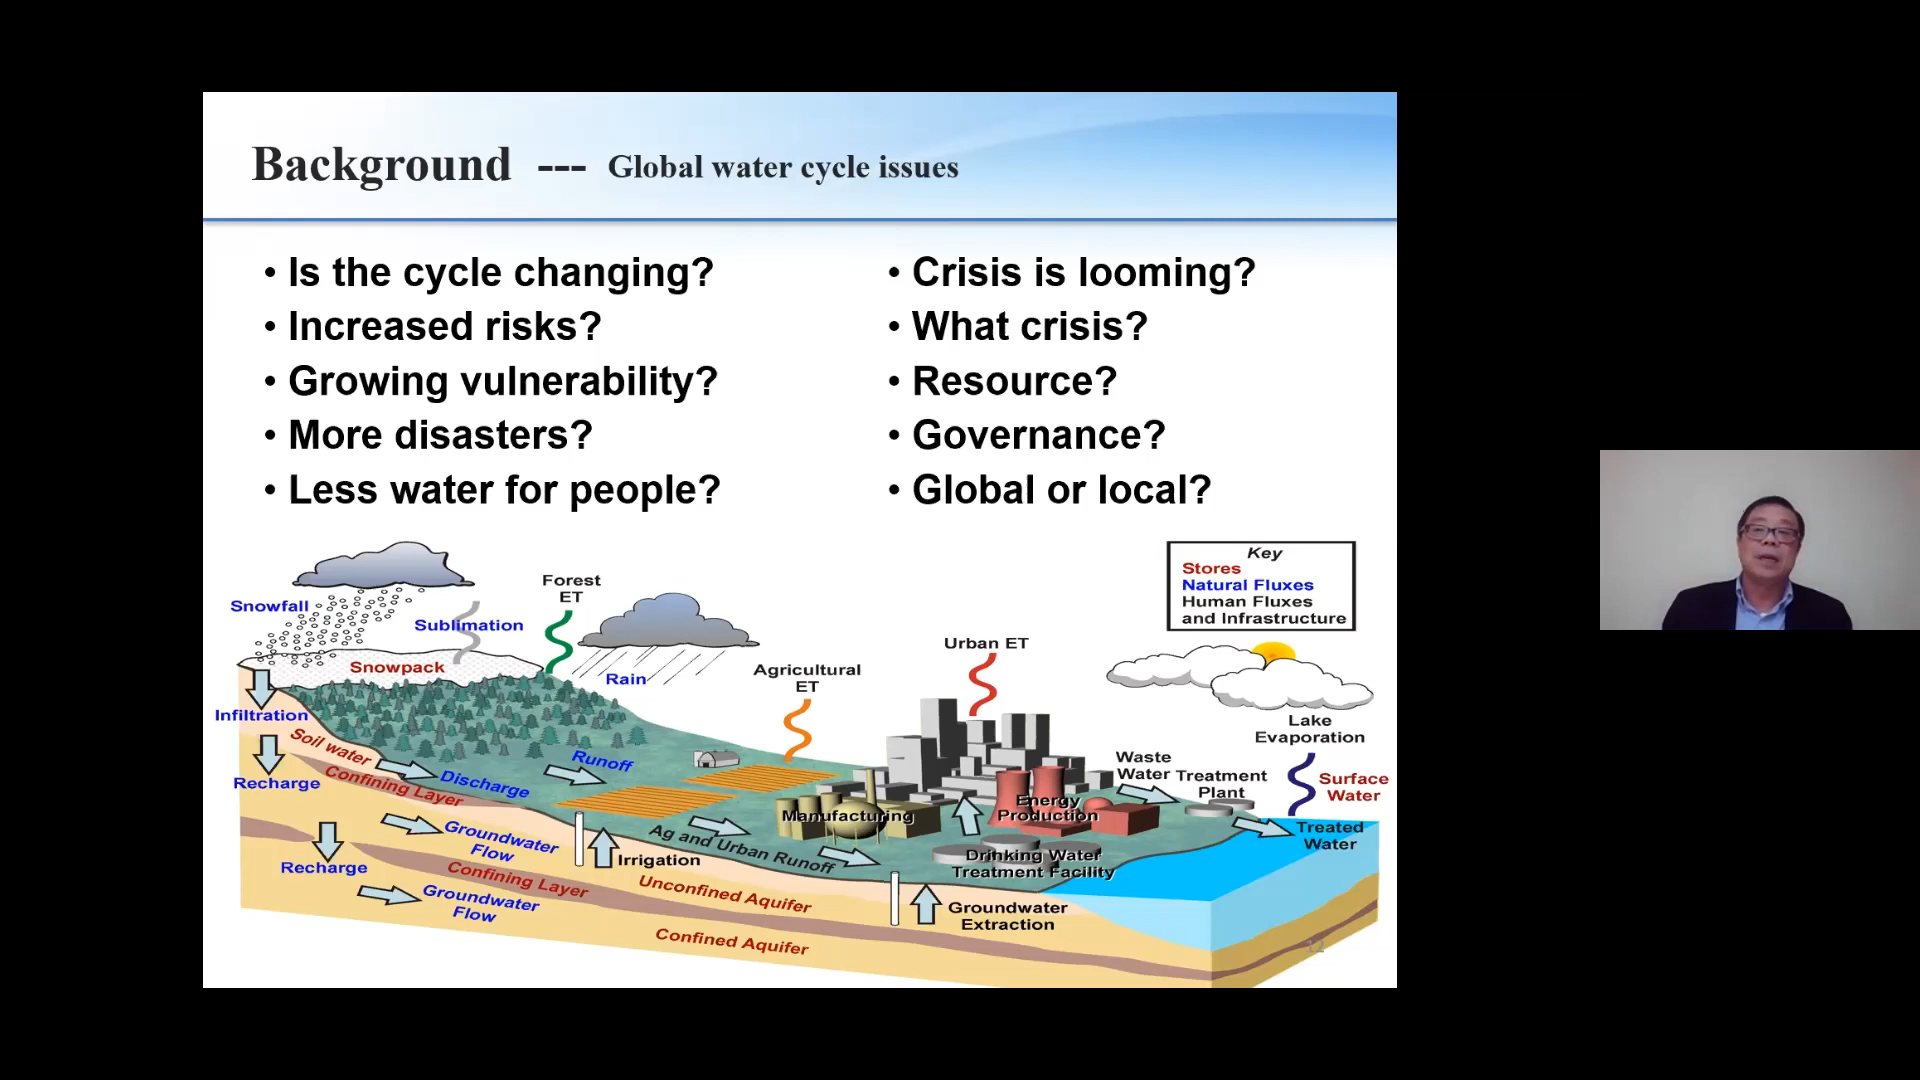 Background --- Global water cycle issues
• Is the cycle changing?
• Increased risks?
• Growing vulnerability?
• More disasters?
• Less water for people?
• Crisis is looming?
• What crisis?
• Resource?
• Governance?
• Global or local?
Key
Stores
Natural Fluxes
Human Fluxes
and Infrastructure
Snowfall
Sublimation
Forest
ET
Snowpack
Rain
Agricultural
ET
Urban ET
Lake
Evaporation
Infiltration
Soil water
Recharge
Confining Layer
Discharge
Runoff
Waste
Water
Treatment
Plant
Surface
Water
Manufacturing
Energy
Production
Treated
Water
Groundwater
Flow
Ag and Urban Runoff
Irrigation
Drinking Water
Treatment Facility
Recharge
Confining Layer
Unconfined Aquifer
Groundwater
Flow
Groundwater
Extraction
Confined Aquifer
12